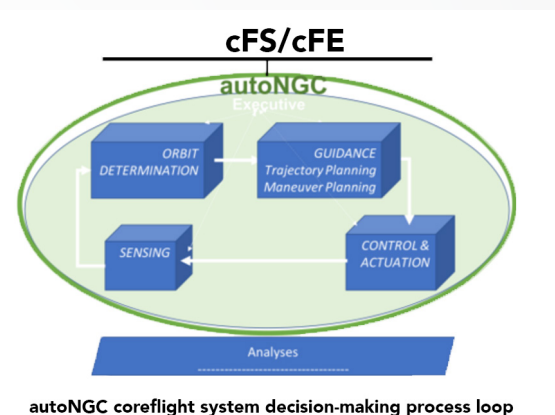 cFS/cFE
autoNGC
Executive
ORBIT
DETERMINATION
GUIDANCE
Trajectory Planning
Maneuver Planning
SENSING
CONTROL &
ACTUATION
Analyses
autoNGC coreflight system decision-making process loop